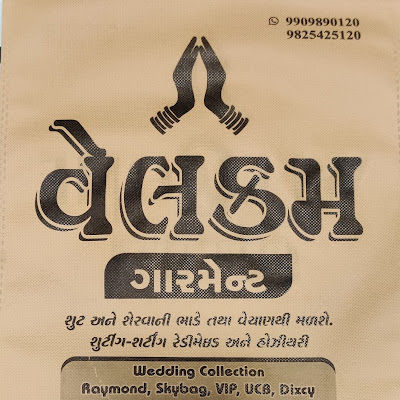 9909890120
9825425120
વેલકમ
ગારમેન્ટ
શુટ અને શેરવાની ભાડે તથા વેચાણથી મળશે.
શુટીંગ-શર્ટીંગ રેડીમેઇડ અને હોઝીયરી
Wedding Collection
Raymond, Skybag, VIP, UCB, Dixcy